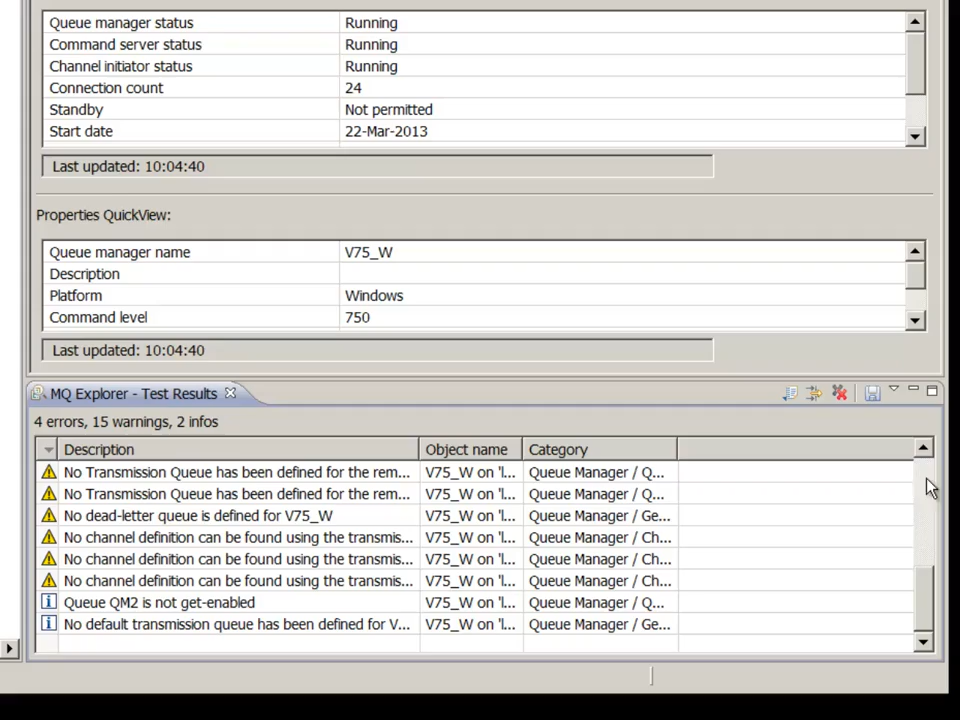 Queue manager status Running
Command server status Running
Channel initiator status Running
Connection count 24
Standby Not permitted
Start date 22-Mar-2013
Last updated: 10:04:40
Properties QuickView:
Queue manager name V75_W
Description
Platform Windows
Command level 750
Last updated: 10:04:40
MQ Explorer - Test Results
4 errors, 15 warnings, 2 infos
Description Object name Category
No Transmission Queue has been defined for the rem... V75_W on 'l... Queue Manager / Q...
No Transmission Queue has been defined for the rem... V75_W on 'l... Queue Manager / Q...
No dead-letter queue is defined for V75_W V75_W on 'l... Queue Manager / Ge...
No channel definition can be found using the transmis... V75_W on 'l... Queue Manager / Ch...
No channel definition can be found using the transmis... V75_W on 'l... Queue Manager / Ch...
No channel definition can be found using the transmis... V75_W on 'l... Queue Manager / Ch...
Queue QM2 is not get-enabled V75_W on 'l... Queue Manager / Q...
No default transmission queue has been defined for V... V75_W on 'l... Queue Manager / Ge...